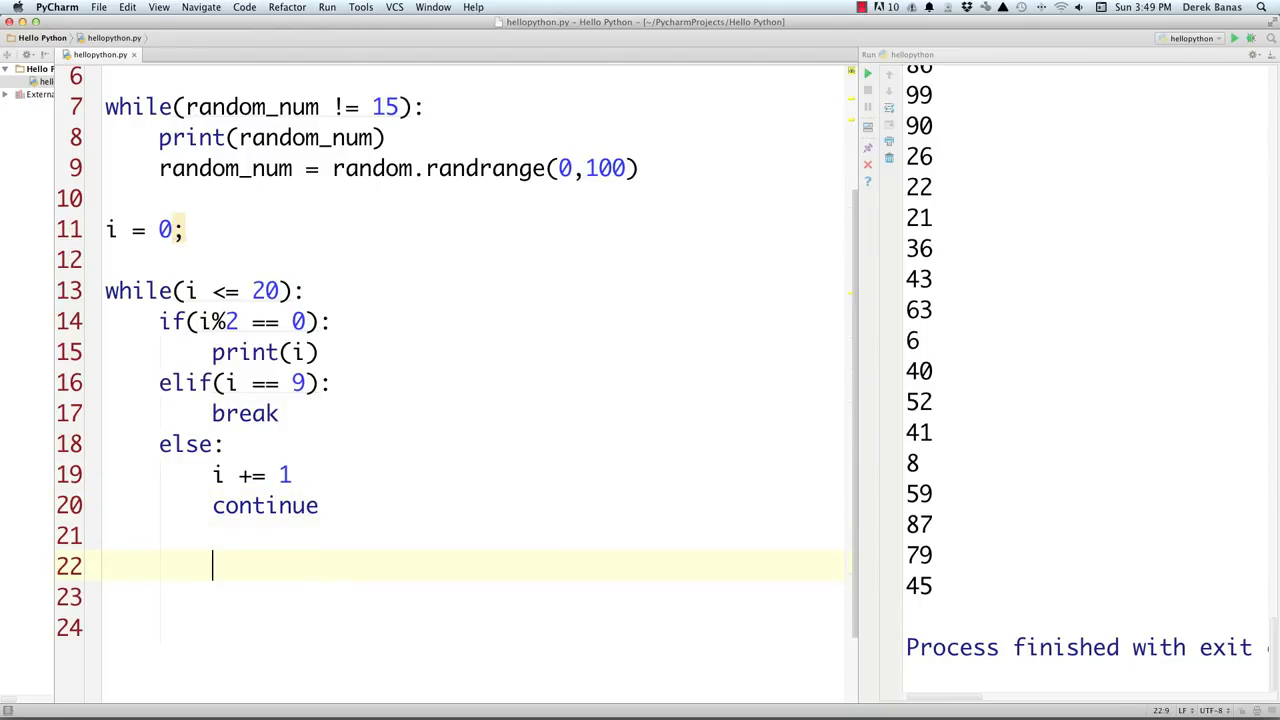 PyCharm File Edit View Navigate Code Refactor Run Tools VCS Window Help 10 Sun 3:49 PM Derek Banas
hellopython.py - Hello Python - [~/PycharmProjects/Hello Python]
Hello Python hellopython.py hellopython
hellopython.py × Run hellopython
Hello F
hell
Extern
6
7 while(random_num != 15):
8 print(random_num)
9 random_num = random.randrange(0,100)
10
11 i = 0;
12
13 while(i <= 20):
14 if(i%2 == 0):
15 print(i)
16 elif(i == 9):
17 break
18 else:
19 i += 1
20 continue
21
22
23
24
86
99
90
26
22
21
36
43
63
6
40
52
41
8
59
87
79
45
Process finished with exit
22:9 LF UTF-8